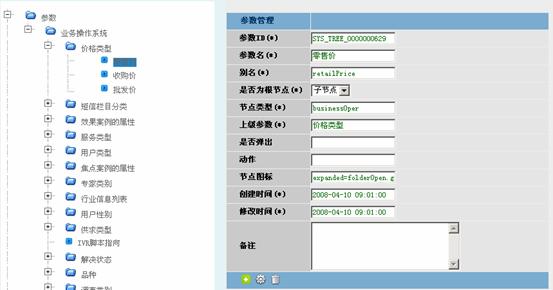 参数
业务操作系统
价格类型
收购价
批发价
短信栏目分类
效果案例的属性
服务类型
用户类型
焦点案例的属性
专家类别
行业信息列表
用户性别
供求类型
IVR脚本指向
解决状态
品种
参数管理
参数ID(*) SYS_TREE_0000000629
参数名(*) 零售价
别名(*) retailPrice
是否为根节点(*) 子节点
节点类型(*) businessOper
上级参数(*) 价格类型
是否弹出
动作
节点图标 expanded=folderOpen.g
创建时间(*) 2008-04-10 09:01:00
修改时间(*) 2008-04-10 09:01:00
备注